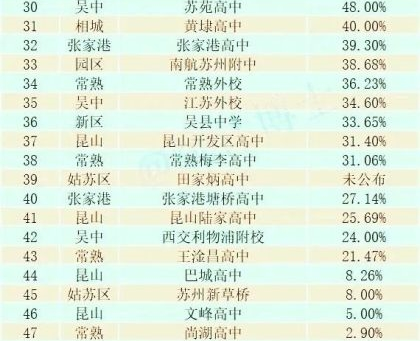 30 吴中 苏苑高中 48.00%
31 相城 黄埭高中 40.00%
32 张家港 张家港高中 39.30%
33 园区 南航苏州附中 38.68%
34 常熟 常熟外校 36.23%
35 吴中 江苏外校 34.60%
36 新区 吴县中学 33.65%
37 昆山 昆山开发区高中 31.40%
38 常熟 常熟梅李高中 31.06%
39 姑苏区 田家炳高中 未公布
40 张家港 张家港塘桥高中 27.14%
41 昆山 昆山陆家高中 25.69%
42 吴中 西交利物浦附校 24.00%
43 常熟 王淦昌高中 21.47%
44 昆山 巴城高中 8.26%
45 姑苏区 苏州新草桥 8.00%
46 昆山 文峰高中 5.00%
47 常熟 尚湖高中 2.90%